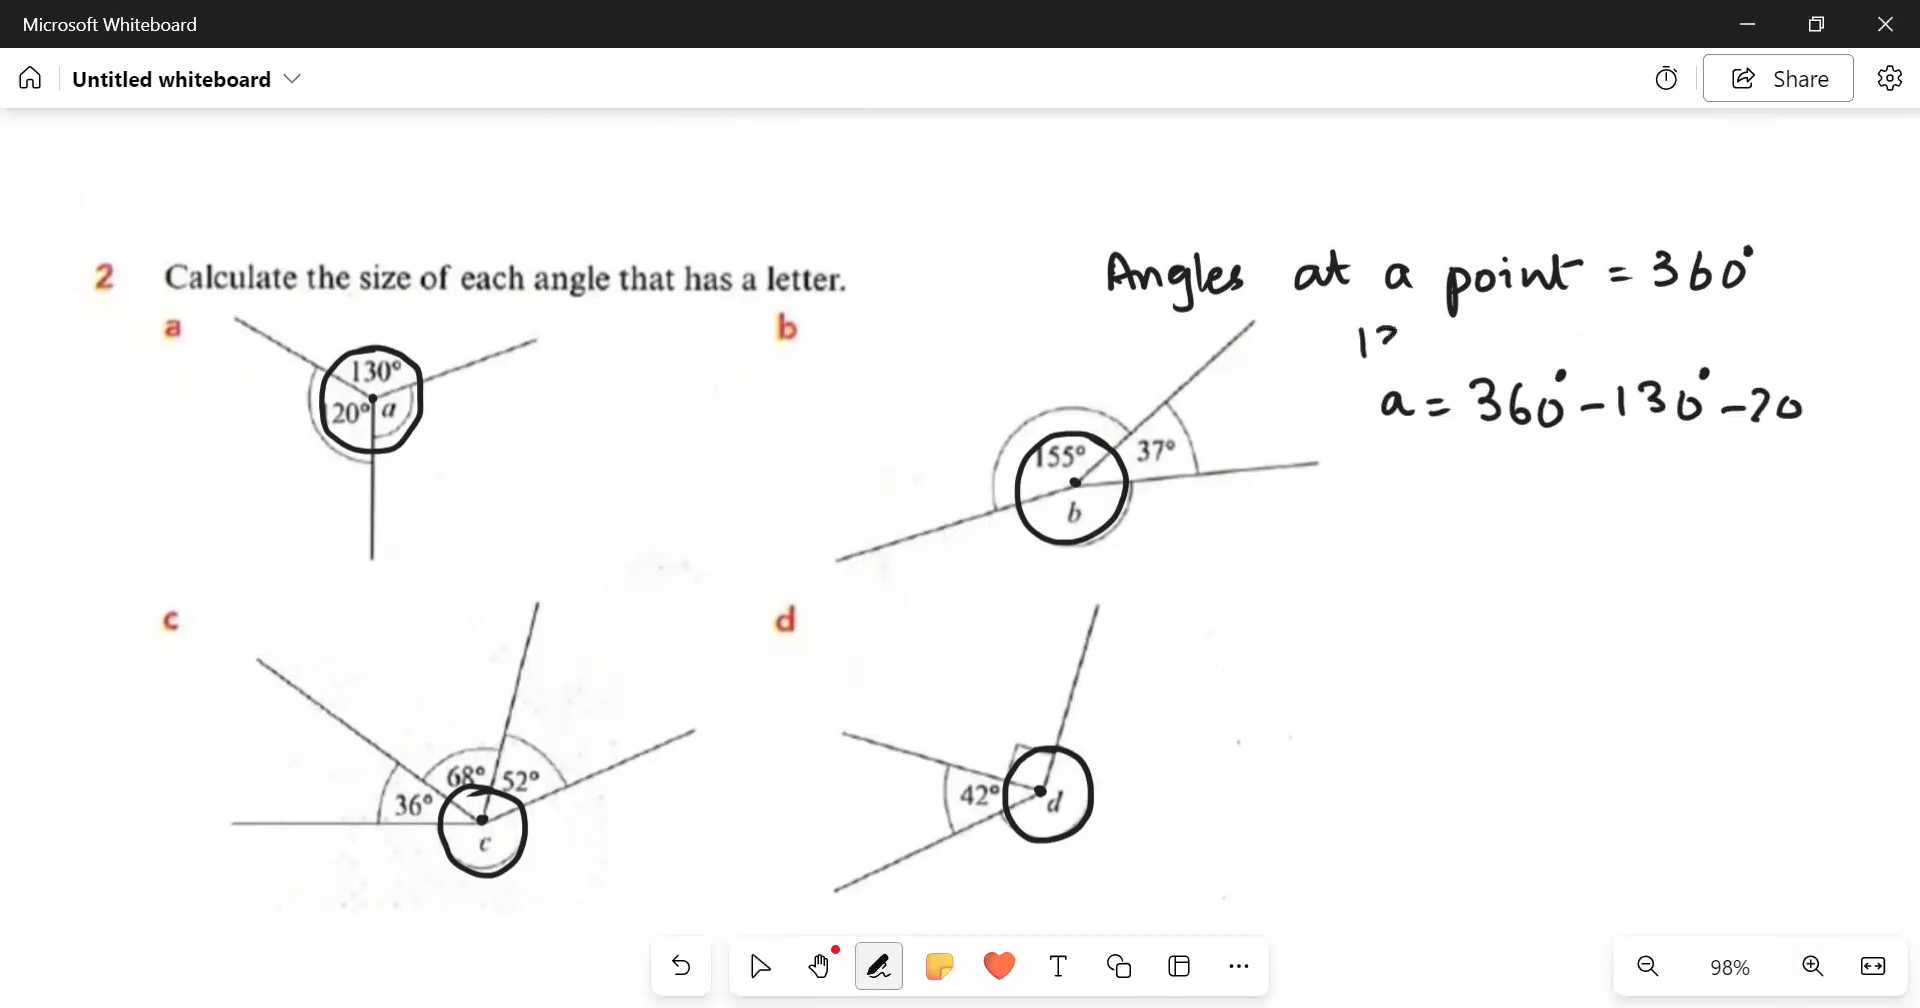 Microsoft Whiteboard
Untitled whiteboard
Share
2 Calculate the size of each angle that has a letter.
Angles at a point = 360°
a
130°
20° a
b
155°
37°
b
a = 360° - 130° - 20
c
68° 52°
36°
c
d
42°
d
T
98%